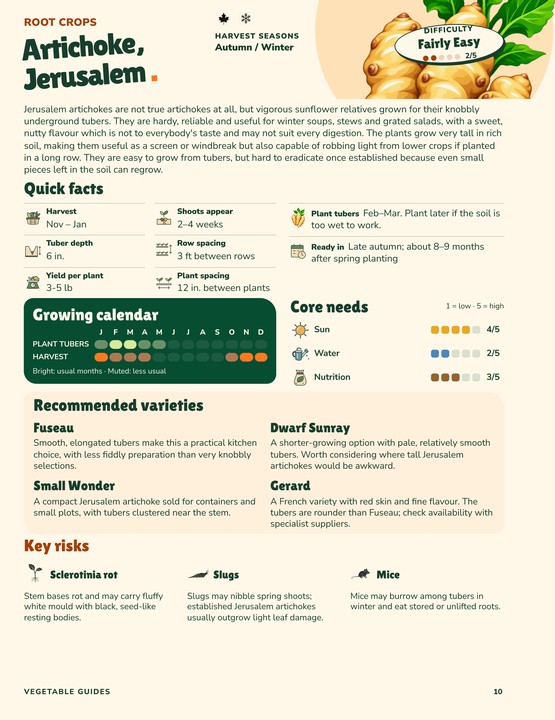 ROOT CROPS
Artichoke,
Jerusalem.
HARVEST SEASONS
Autumn / Winter
DIFFICULTY
Fairly Easy
2/5
Jerusalem artichokes are not true artichokes at all, but vigorous sunflower relatives grown for their knobbly
underground tubers. They are hardy, reliable and useful for winter soups, stews and grated salads, with a sweet,
nutty flavour which is not to everybody's taste and may not suit every digestion. The plants grow very tall in rich
soil, making them useful as a screen or windbreak but also capable of robbing light from lower crops if planted
in a long row. They are easy to grow from tubers, but hard to eradicate once established because even small
pieces left in the soil can regrow.
Quick facts
Harvest
Nov – Jan
Shoots appear
2–4 weeks
Plant tubers Feb–Mar. Plant later if the soil is
too wet to work.
Tuber depth
6 in.
Row spacing
3 ft between rows
Ready in Late autumn; about 8–9 months
after spring planting
Yield per plant
3-5 lb
Plant spacing
12 in. between plants
Growing calendar
J F M A M J J A S O N D
PLANT TUBERS
HARVEST
Bright: usual months · Muted: less usual
Core needs
1 = low · 5 = high
Sun 4/5
Water 2/5
Nutrition 3/5
Recommended varieties
Fuseau
Smooth, elongated tubers make this a practical kitchen
choice, with less fiddly preparation than very knobbly
selections.
Dwarf Sunray
A shorter-growing option with pale, relatively smooth
tubers. Worth considering where tall Jerusalem
artichokes would be awkward.
Small Wonder
A compact Jerusalem artichoke sold for containers and
small plots, with tubers clustered near the stem.
Gerard
A French variety with red skin and fine flavour. The
tubers are rounder than Fuseau; check availability with
specialist suppliers.
Key risks
Sclerotinia rot
Stem bases rot and may carry fluffy
white mould with black, seed-like
resting bodies.
Slugs
Slugs may nibble spring shoots;
established Jerusalem artichokes
usually outgrow light leaf damage.
Mice
Mice may burrow among tubers in
winter and eat stored or unlifted roots.
VEGETABLE GUIDES
10